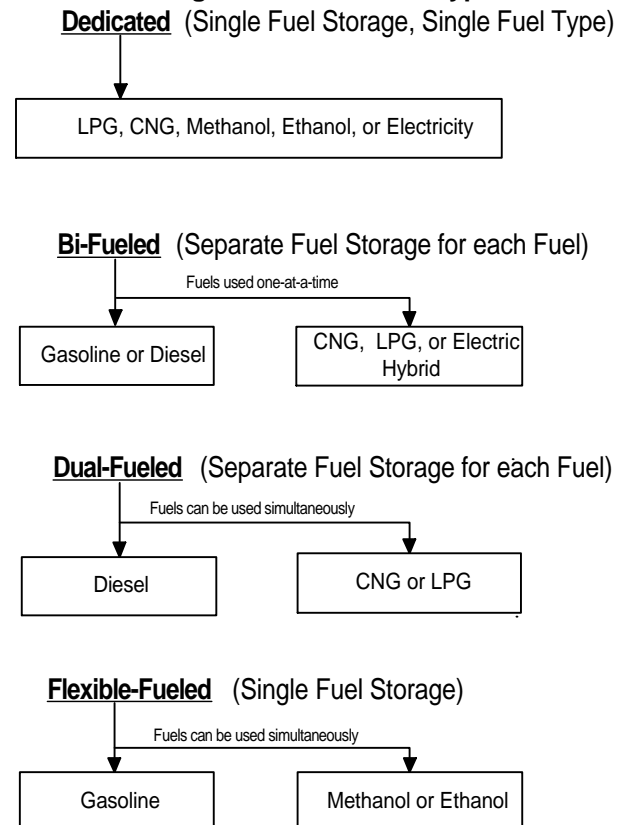 Dedicated (Single Fuel Storage, Single Fuel Type)
LPG, CNG, Methanol, Ethanol, or Electricity
Bi-Fueled (Separate Fuel Storage for each Fuel)
Fuels used one-at-a-time
Gasoline or Diesel
CNG, LPG, or Electric
Hybrid
Dual-Fueled (Separate Fuel Storage for each Fuel)
Fuels can be used simultaneously
Diesel
CNG or LPG
Flexible-Fueled (Single Fuel Storage)
Fuels can be used simultaneously
Gasoline
Methanol or Ethanol